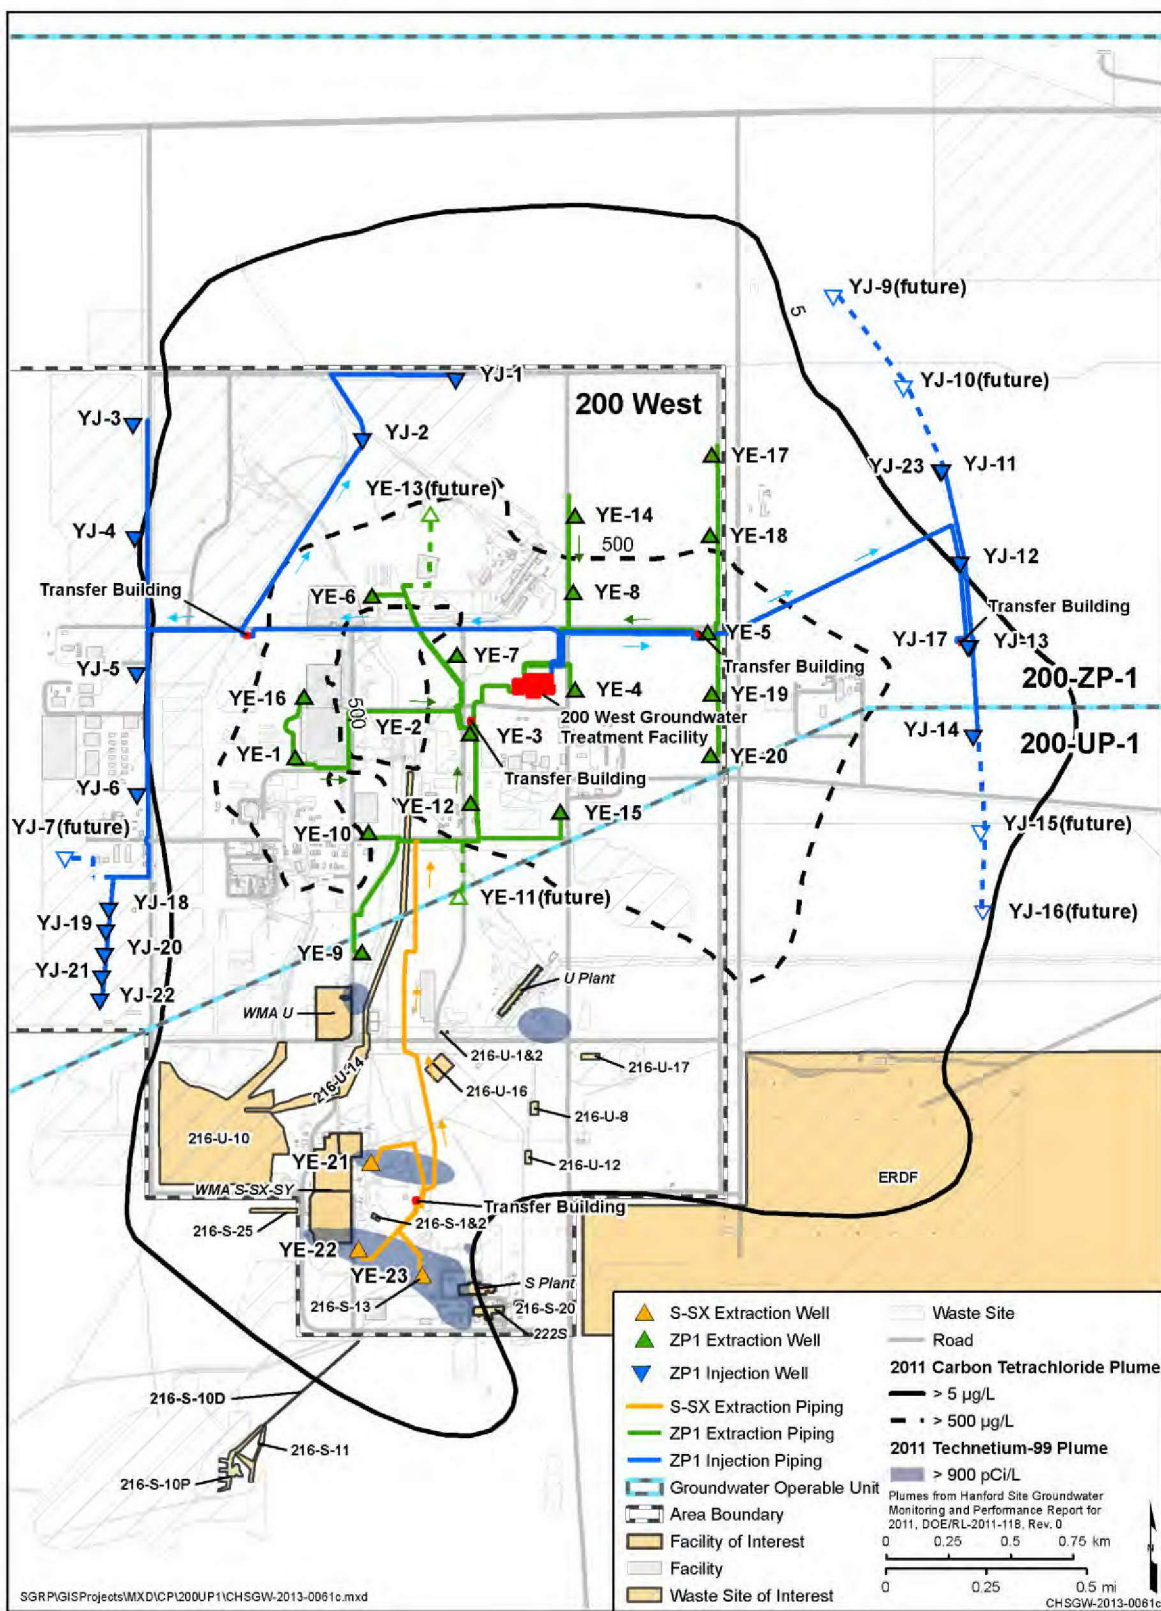 5
YJ-9(future)
YJ-10(future)
YJ-1
200 West
YJ-3
YJ-2
YE-17
YJ-23
YJ-11
YE-13(future)
YE-14
500
YE-18
YJ-4
YJ-12
Transfer Building
YE-6
YE-8
Transfer Building
YE-5
YJ-17
YJ-13
YE-7
Transfer Building
YJ-5
YE-16
YE-4
YE-19
200-ZP-1
500
YE-2
200 West Groundwater
Treatment Facility
YE-3
YJ-14
200-UP-1
YE-1
YE-20
Transfer Building
YJ-6
YE-12
YE-15
YJ-7(future)
YE-10
YJ-15(future)
YE-11(future)
YJ-18
YJ-19
YJ-16(future)
YJ-20
YE-9
YJ-21
U Plant
YJ-22
WMA U
216-U-1&2
216-U-17
216-U-14
216-U-16
216-U-8
216-U-10
YE-21
216-U-12
WMA S-SX-SY
ERDF
Transfer Building
216-S-25
216-S-1&2
YE-22
YE-23
S Plant
216-S-13
216-S-20
222S
216-S-10D
216-S-11
216-S-10P
S-SX Extraction Well
ZP1 Extraction Well
ZP1 Injection Well
S-SX Extraction Piping
ZP1 Extraction Piping
ZP1 Injection Piping
Groundwater Operable Unit
Area Boundary
Facility of Interest
Facility
Waste Site of Interest
Waste Site
Road
2011 Carbon Tetrachloride Plume
> 5 µg/L
> 500 µg/L
2011 Technetium-99 Plume
> 900 pCi/L
Plumes from Hanford Site Groundwater
Monitoring and Performance Report for
2011, DOE/RL-2011-118, Rev. 0
0 0.25 0.5 0.75 km
0 0.25 0.5 mi
N
SGRP\GISProjects\MXD\CP\200UP1\CHSGW-2013-0061c.mxd
CHSGW-2013-0061c